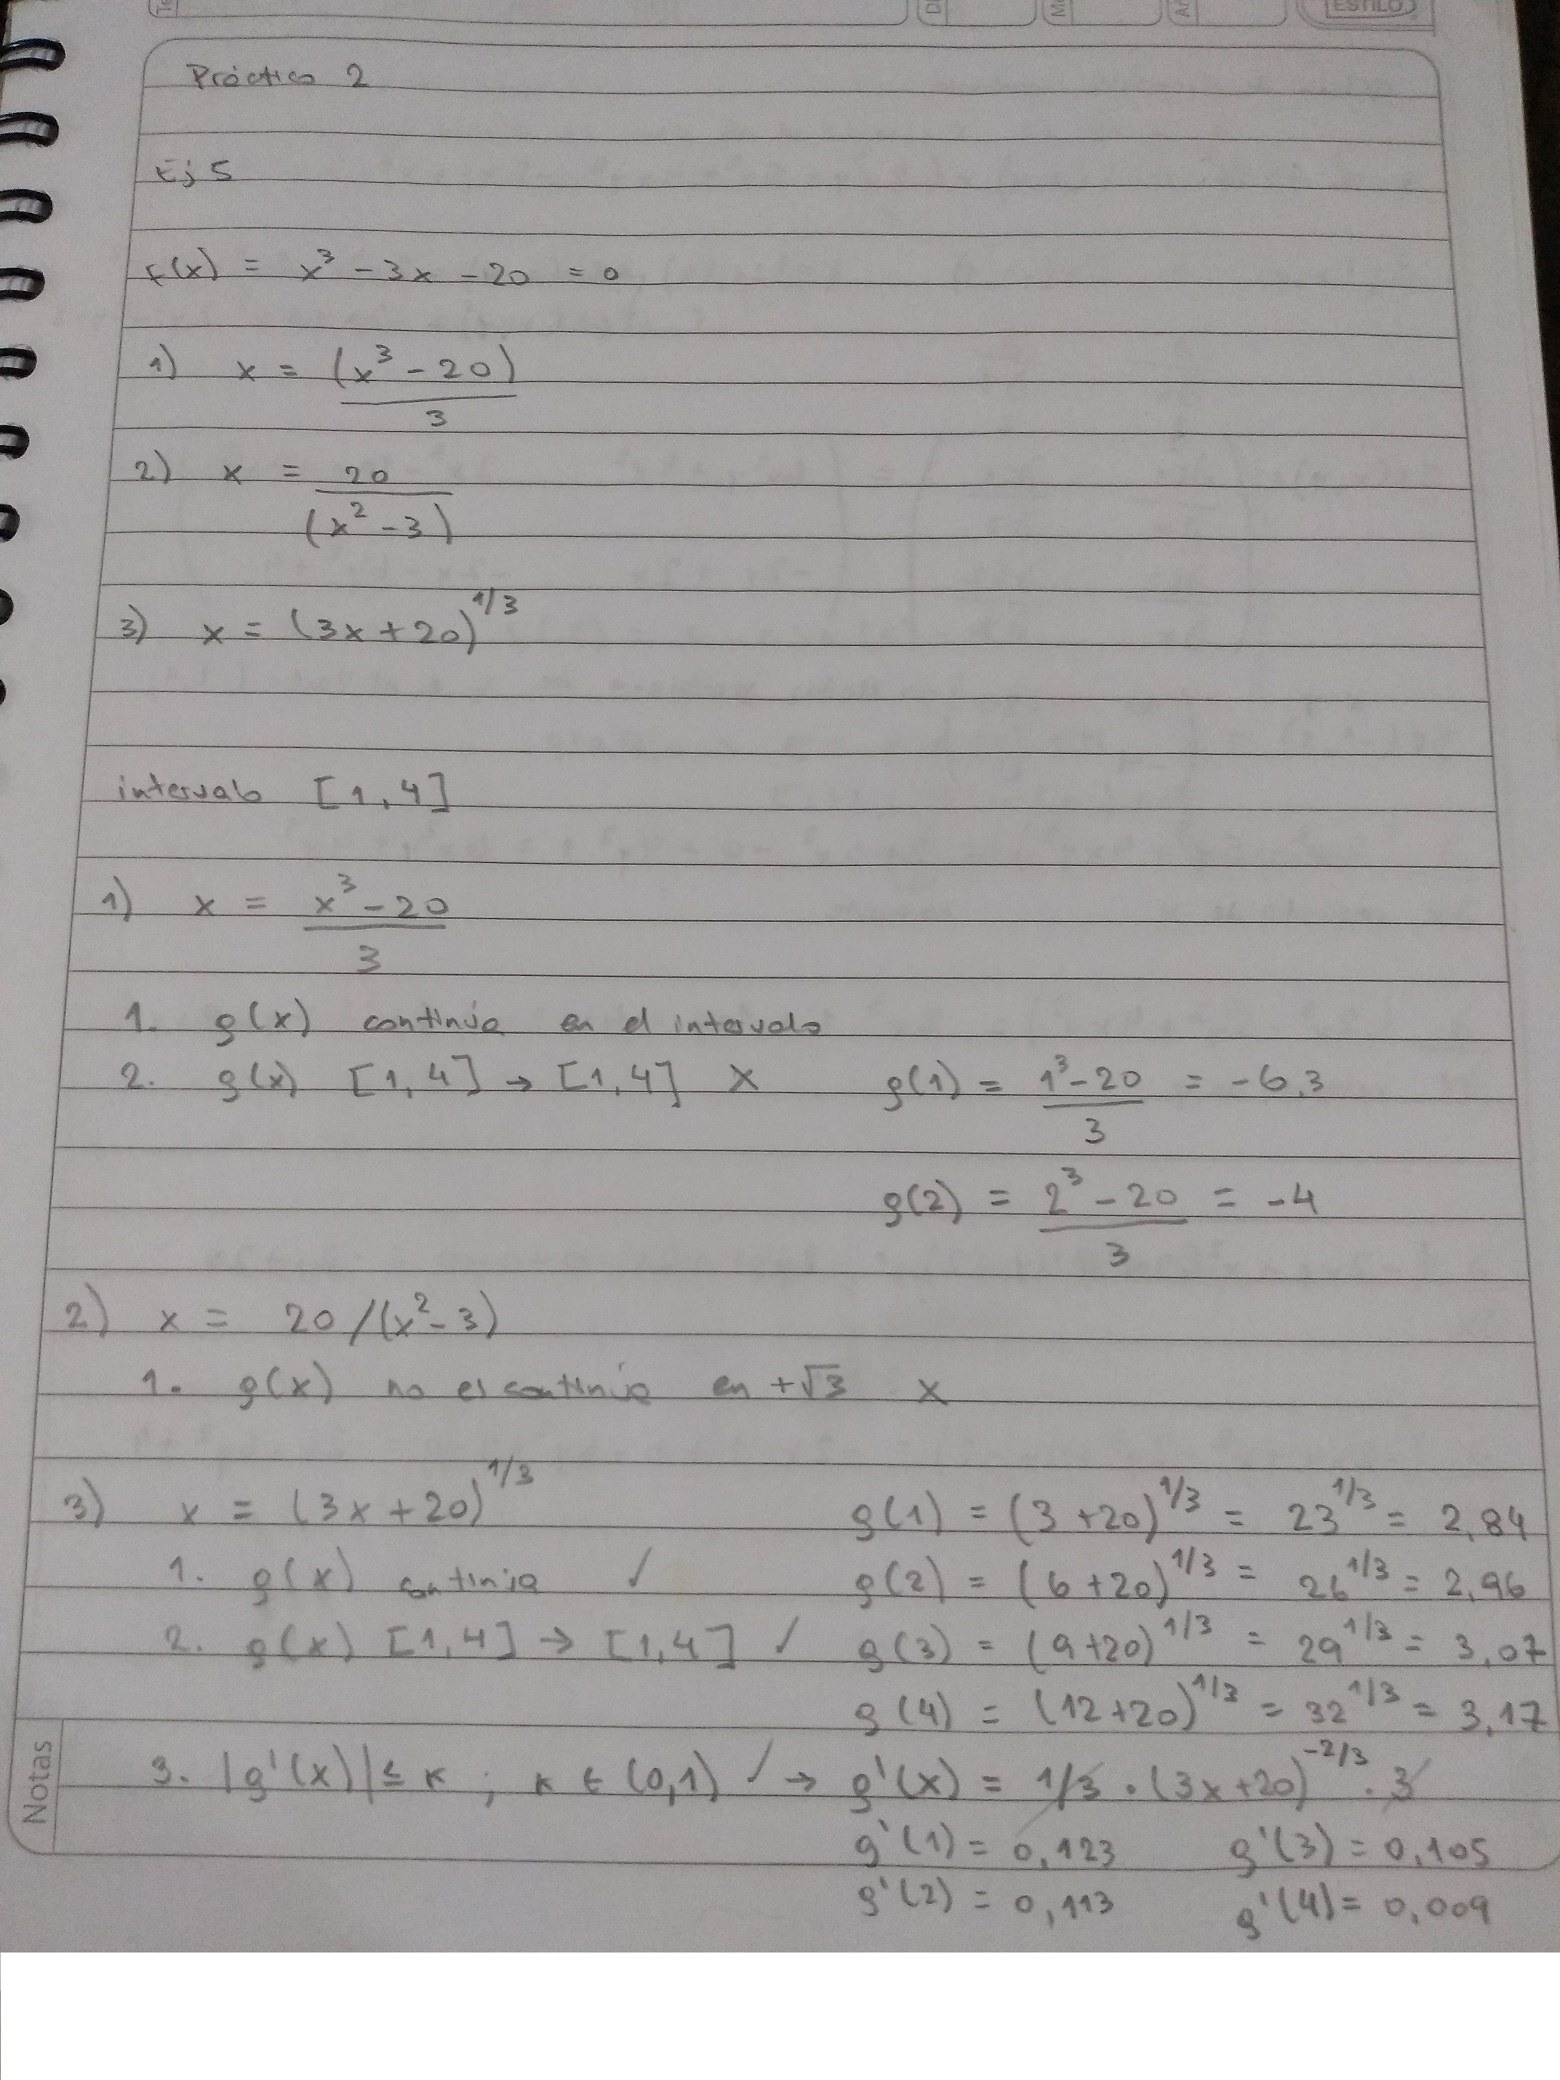 ESTILO
Práctico 2
Ej 5
f(x) = x³ - 3x - 20 = 0
1) x = (x³ - 20)
3
2) x = 20
(x² - 3)
3) x = (3x + 20)^1/3
intervalo [1, 4]
1) x = x³ - 20
3
1. g(x) continúa en el intervalo
2. g(x) [1, 4] → [1, 4] X g(1) = 1³ - 20 = -6,3
3
g(2) = 2³ - 20 = -4
3
2) x = 20 / (x² - 3)
1. g(x) no es continúa en +√3 X
3) x = (3x + 20)^1/3 g(1) = (3 + 20)^1/3 = 23^1/3 = 2,84
1. g(x) continúa ✓ g(2) = (6 + 20)^1/3 = 26^1/3 = 2,96
2. g(x) [1, 4] → [1, 4] ✓ g(3) = (9 + 20)^1/3 = 29^1/3 = 3,07
g(4) = (12 + 20)^1/3 = 32^1/3 = 3,17
Notas
3. |g'(x)| ≤ K ; K ∈ (0,1) ✓ → g'(x) = 1/3 . (3x + 20)^-2/3 . 3
g'(1) = 0,123 g'(3) = 0,105
g'(2) = 0,113 g'(4) = 0,009